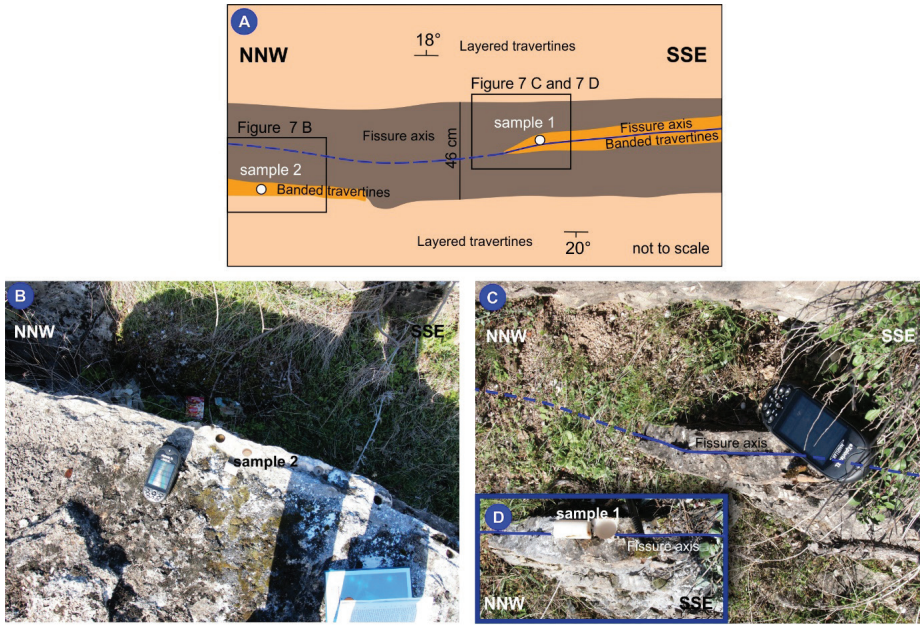 A
NNW
18°
Layered travertines
SSE
Figure 7 C and 7 D
Figure 7 B
sample 1
Fissure axis
Fissure axis
46 cm
Banded travertines
sample 2
Banded travertines
Layered travertines
20°
not to scale
B
NNW
SSE
sample 2
C
NNW
SSE
Fissure axis
D
sample 1
Fissure axis
NNW
SSE